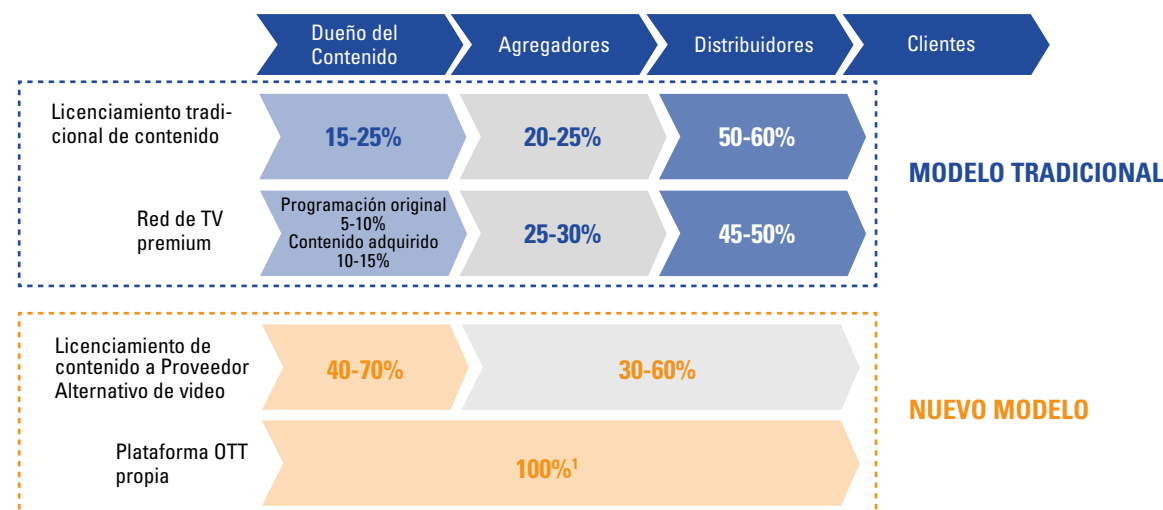 Dueño del
Contenido
Agregadores
Distribuidores
Clientes
Licenciamiento tradi-
cional de contenido
15-25%
20-25%
50-60%
MODELO TRADICIONAL
Red de TV
premium
Programación original
5-10%
Contenido adquirido
10-15%
25-30%
45-50%
Licenciamiento de
contenido a Proveedor
Alternativo de video
40-70%
30-60%
NUEVO MODELO
Plataforma OTT
propia
100%¹